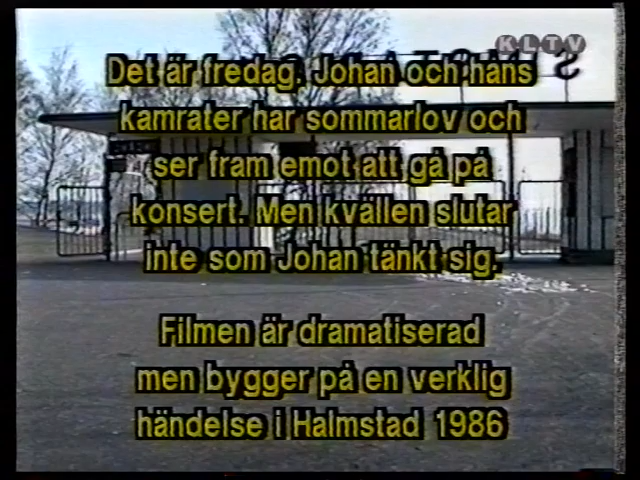 KLTV
Det är fredag. Johan och hans
kamrater har sommarlov och
ser fram emot att gå på
konsert. Men kvällen slutar
inte som Johan tänkt sig.
Filmen är dramatiserad
men bygger på en verklig
händelse i Halmstad 1986